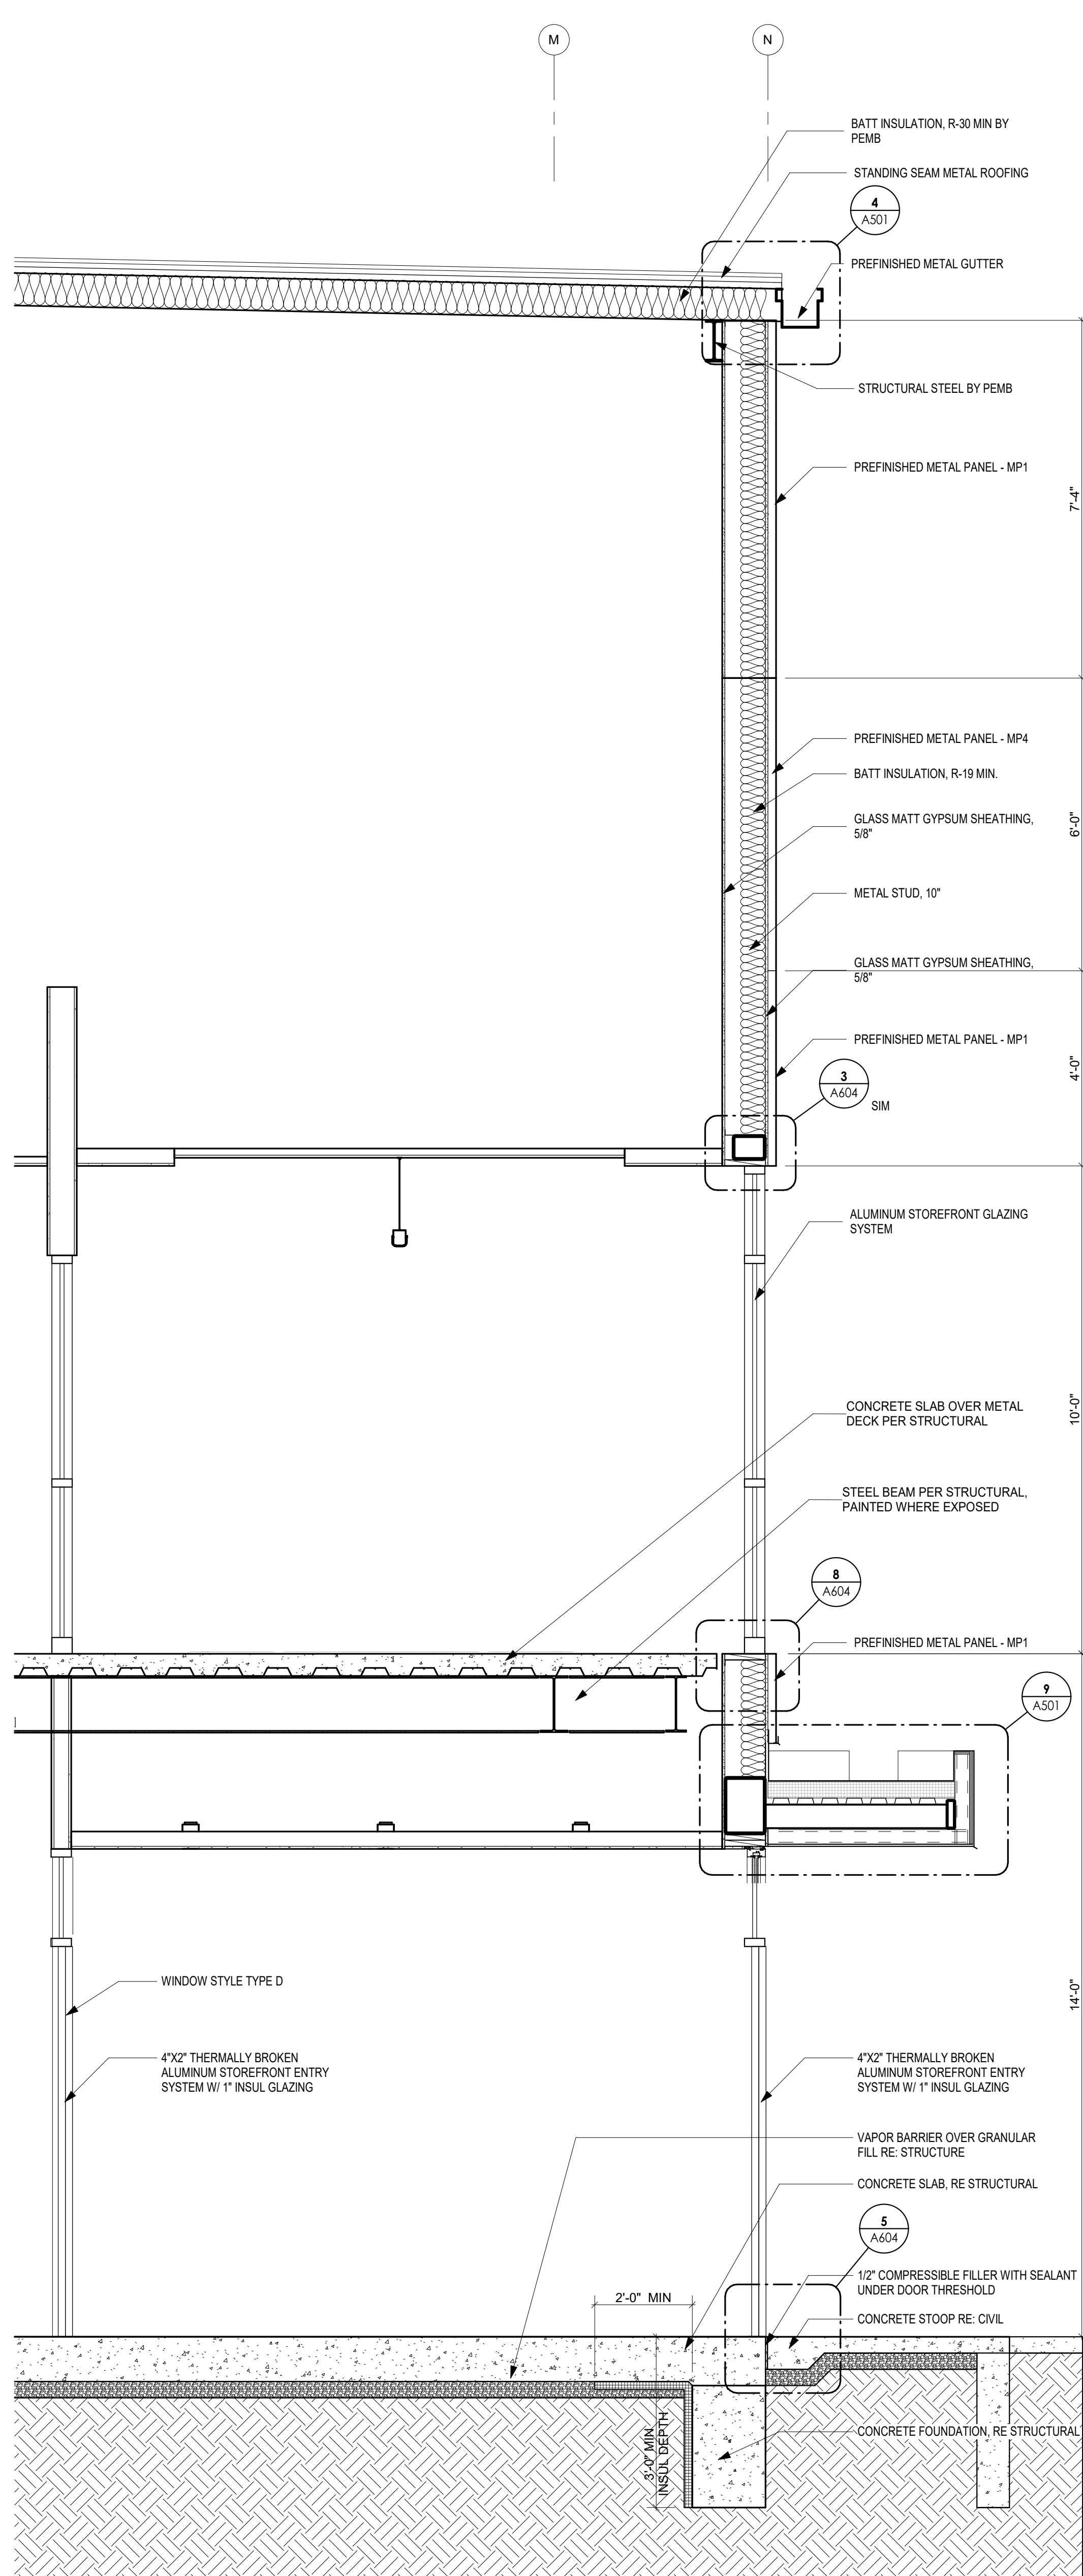 M
N
BATT INSULATION, R-30 MIN BY
PEMB
STANDING SEAM METAL ROOFING
4
A501
PREFINISHED METAL GUTTER
STRUCTURAL STEEL BY PEMB
PREFINISHED METAL PANEL - MP1
7'-4"
PREFINISHED METAL PANEL - MP4
BATT INSULATION, R-19 MIN.
GLASS MATT GYPSUM SHEATHING,
5/8"
6'-0"
METAL STUD, 10"
GLASS MATT GYPSUM SHEATHING,
5/8"
PREFINISHED METAL PANEL - MP1
4'-0"
3
A604
SIM
ALUMINUM STOREFRONT GLAZING
SYSTEM
CONCRETE SLAB OVER METAL
DECK PER STRUCTURAL
10'-0"
STEEL BEAM PER STRUCTURAL,
PAINTED WHERE EXPOSED
8
A604
PREFINISHED METAL PANEL - MP1
9
A501
WINDOW STYLE TYPE D
14'-0"
4"X2" THERMALLY BROKEN
ALUMINUM STOREFRONT ENTRY
SYSTEM W/ 1" INSUL GLAZING
4"X2" THERMALLY BROKEN
ALUMINUM STOREFRONT ENTRY
SYSTEM W/ 1" INSUL GLAZING
VAPOR BARRIER OVER GRANULAR
FILL RE: STRUCTURE
CONCRETE SLAB, RE STRUCTURAL
5
A604
1/2" COMPRESSIBLE FILLER WITH SEALANT
UNDER DOOR THRESHOLD
2'-0" MIN
CONCRETE STOOP RE: CIVIL
CONCRETE FOUNDATION, RE STRUCTURAL
3'-0" MIN
INSUL DEPTH